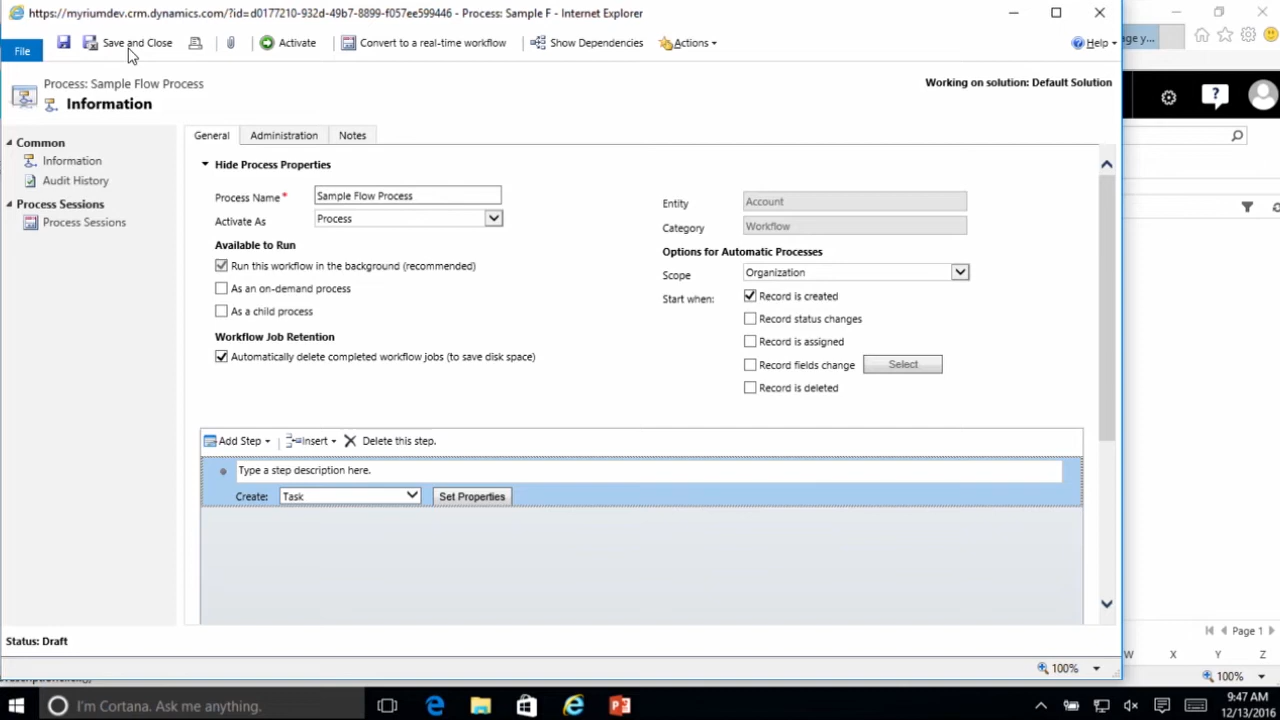 https://myriumdev.crm.dynamics.com/?id=d0177210-932d-49b7-8899-f057ee599446 - Process: Sample F - Internet Explorer
File
Save and Close
Activate
Convert to a real-time workflow
Show Dependencies
Actions
Help
age y...
Process: Sample Flow Process
Information
Working on solution: Default Solution
Common
Information
Audit History
Process Sessions
Process Sessions
General
Administration
Notes
Hide Process Properties
Process Name*
Sample Flow Process
Activate As
Process
Available to Run
Run this workflow in the background (recommended)
As an on-demand process
As a child process
Workflow Job Retention
Automatically delete completed workflow jobs (to save disk space)
Entity
Account
Category
Workflow
Options for Automatic Processes
Scope
Organization
Start when:
Record is created
Record status changes
Record is assigned
Record fields change
Select
Record is deleted
Add Step
Insert
Delete this step.
Type a step description here.
Create:
Task
Set Properties
Status: Draft
100%
Page 1
W X Y Z
100%
I'm Cortana. Ask me anything.
9:47 AM
12/13/2016